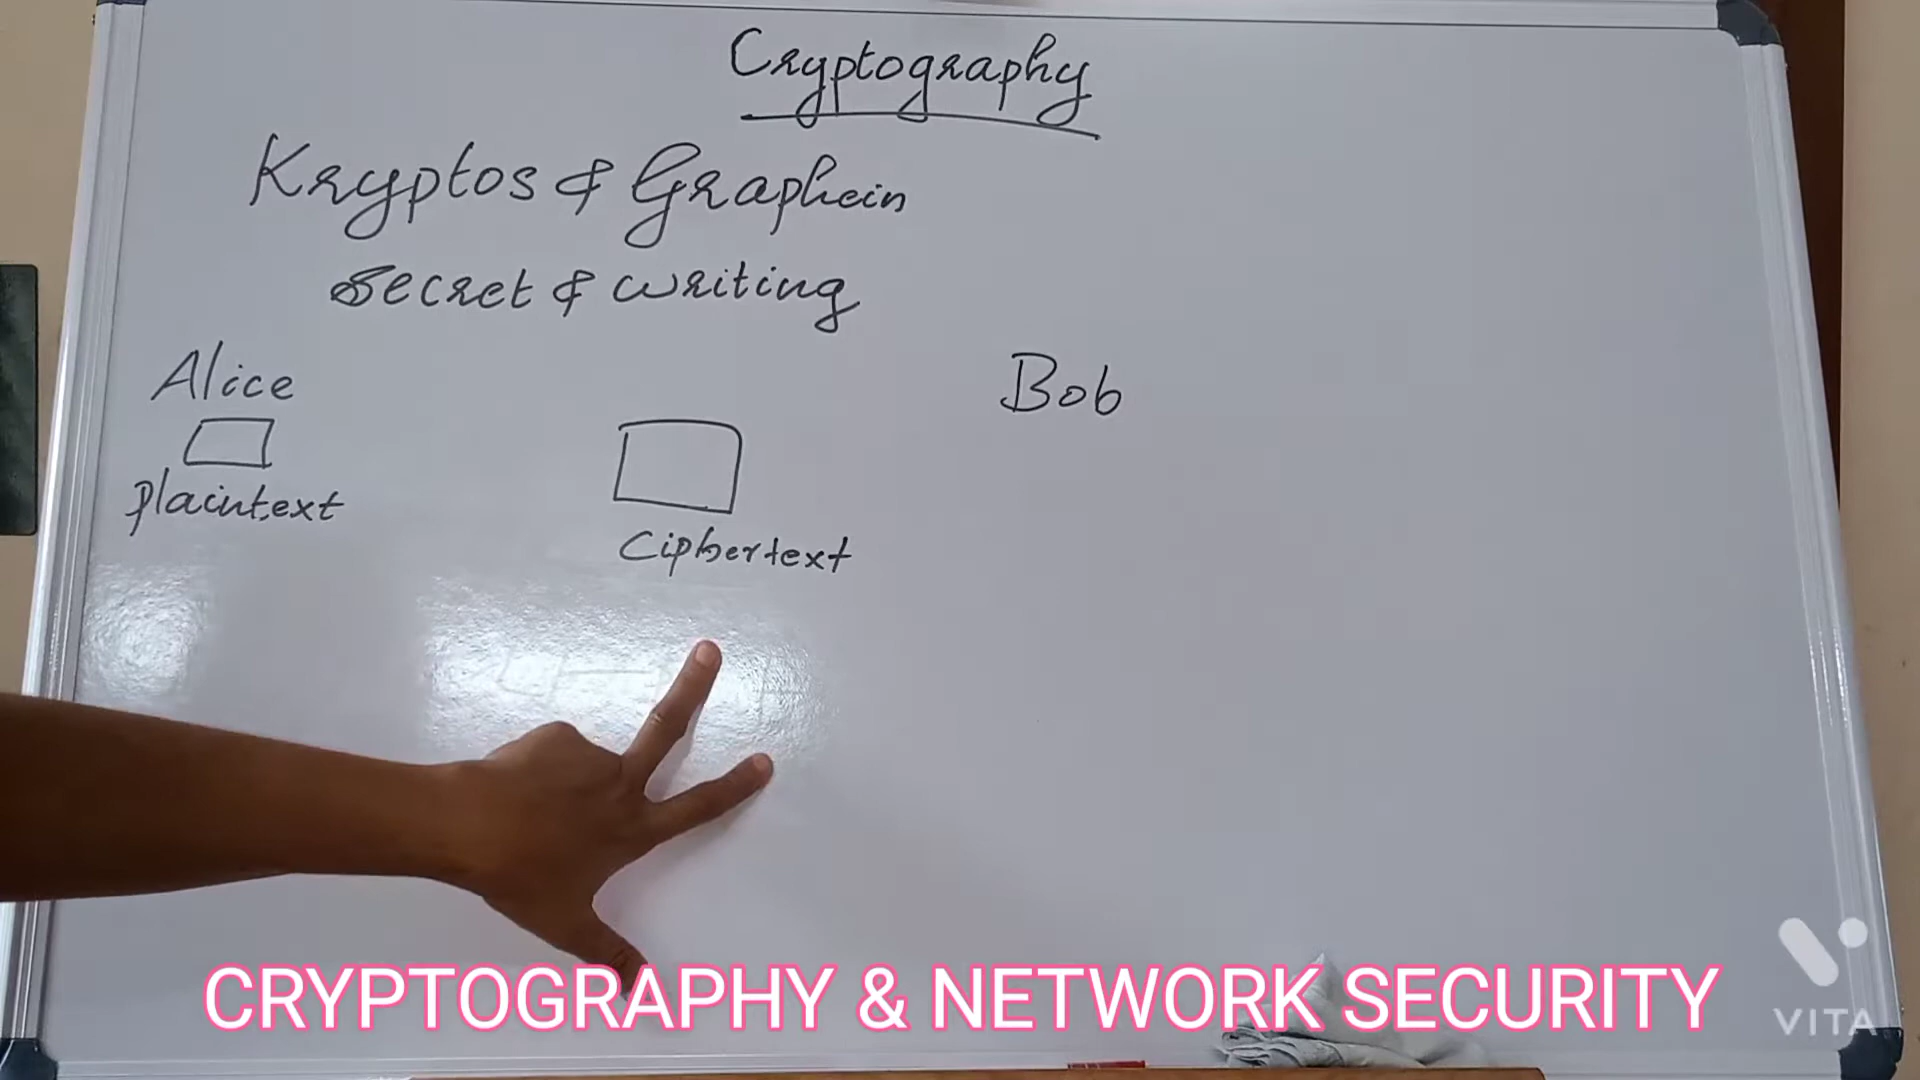 Cryptography
Kryptos & Graphein
Secret & writing
Alice
Bob
plaintext
Ciphertext
CRYPTOGRAPHY & NETWORK SECURITY
VITA